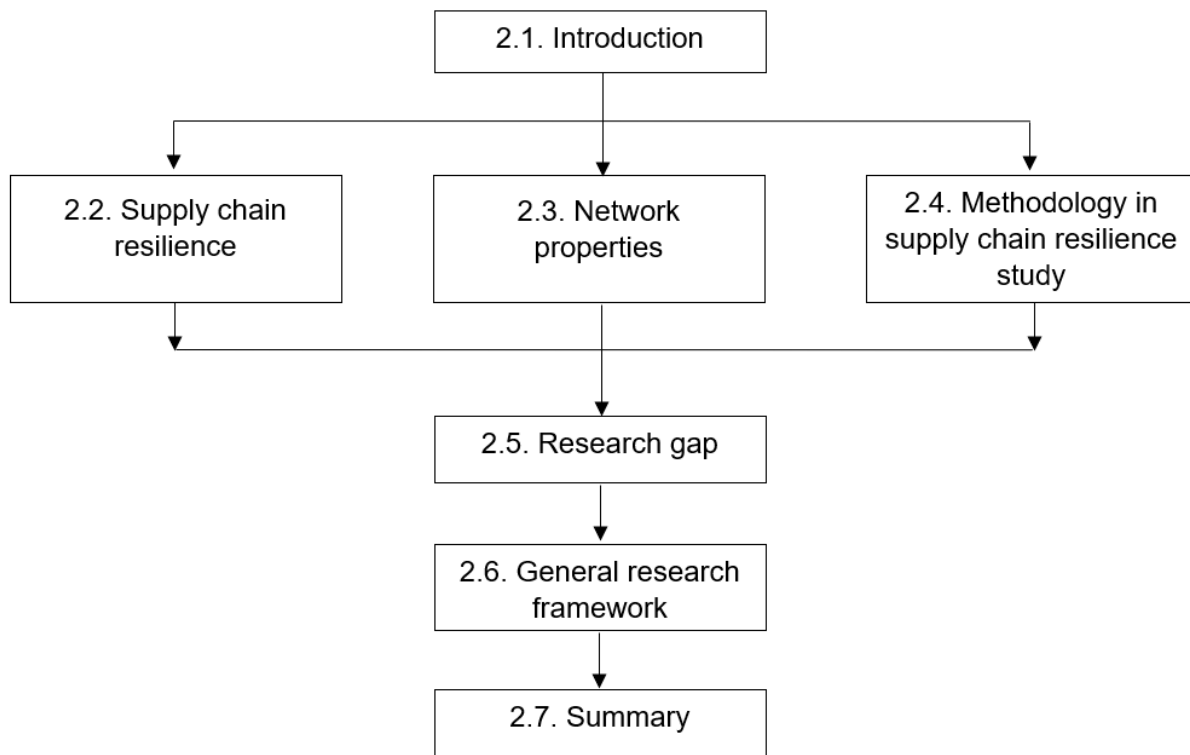 2.1. Introduction
2.2. Supply chain
resilience
2.3. Network
properties
2.4. Methodology in
supply chain resilience
study
2.5. Research gap
2.6. General research
framework
2.7. Summary